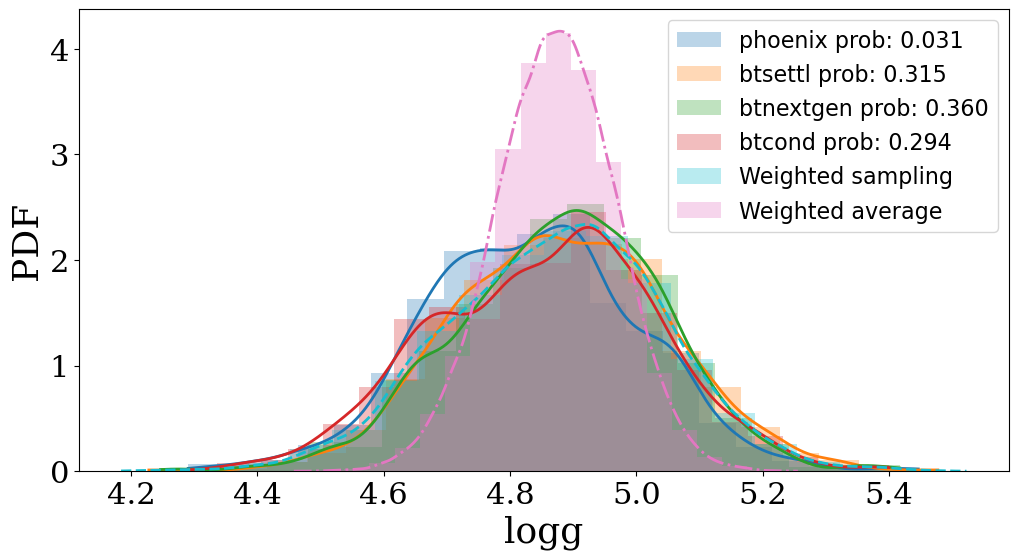 4
3
2
1
0
PDF
4.2 4.4 4.6 4.8 5.0 5.2 5.4
logg
phoenix prob: 0.031
btsettl prob: 0.315
btnextgen prob: 0.360
btcond prob: 0.294
Weighted sampling
Weighted average